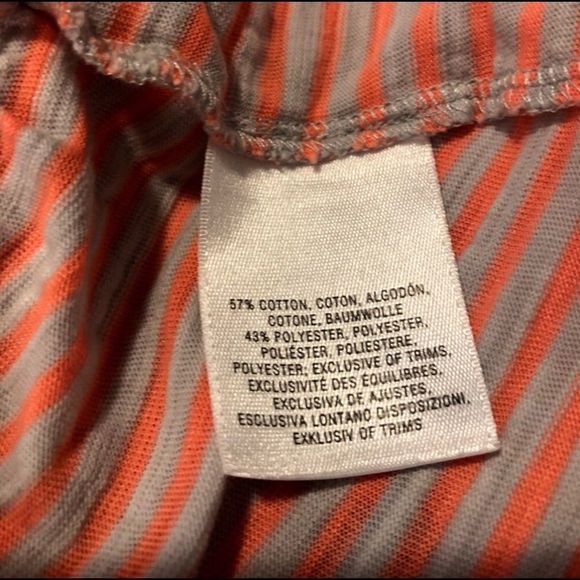 57% COTTON, COTON, ALGODÓN,
COTONE, BAUMWOLLE
43% POLYESTER, POLYESTER,
POLIÉSTER, POLIESTERE,
POLYESTER; EXCLUSIVE OF TRIMS,
EXCLUSIVITÉ DES ÉQUILIBRES,
EXCLUSIVA DE AJUSTES,
ESCLUSIVA LONTANO DISPOSIZIONI,
EXKLUSIV OF TRIMS